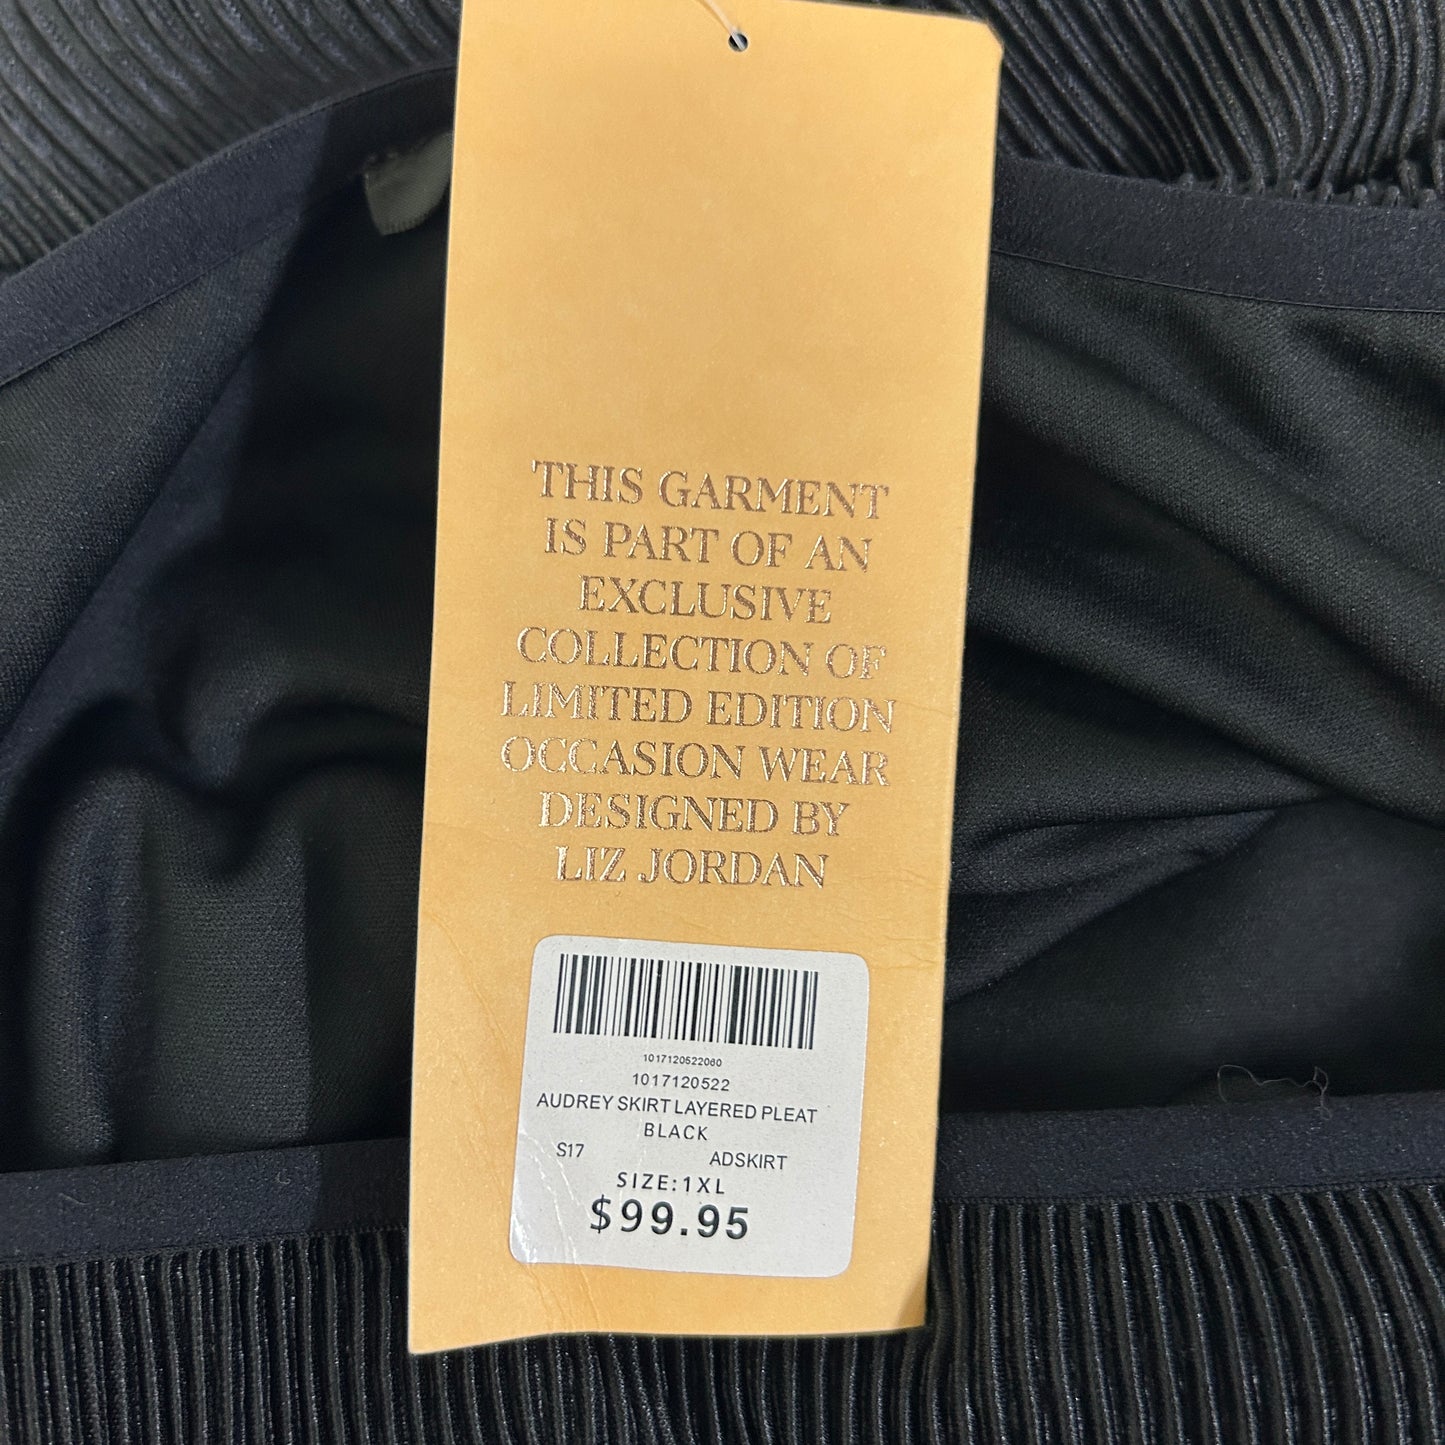 THIS GARMENT
IS PART OF AN
EXCLUSIVE
COLLECTION OF
LIMITED EDITION
OCCASION WEAR
DESIGNED BY
LIZ JORDAN
1017120522060
1017120522
AUDREY SKIRT LAYERED PLEAT
BLACK
S17 ADSKIRT
SIZE:1XL
$99.95